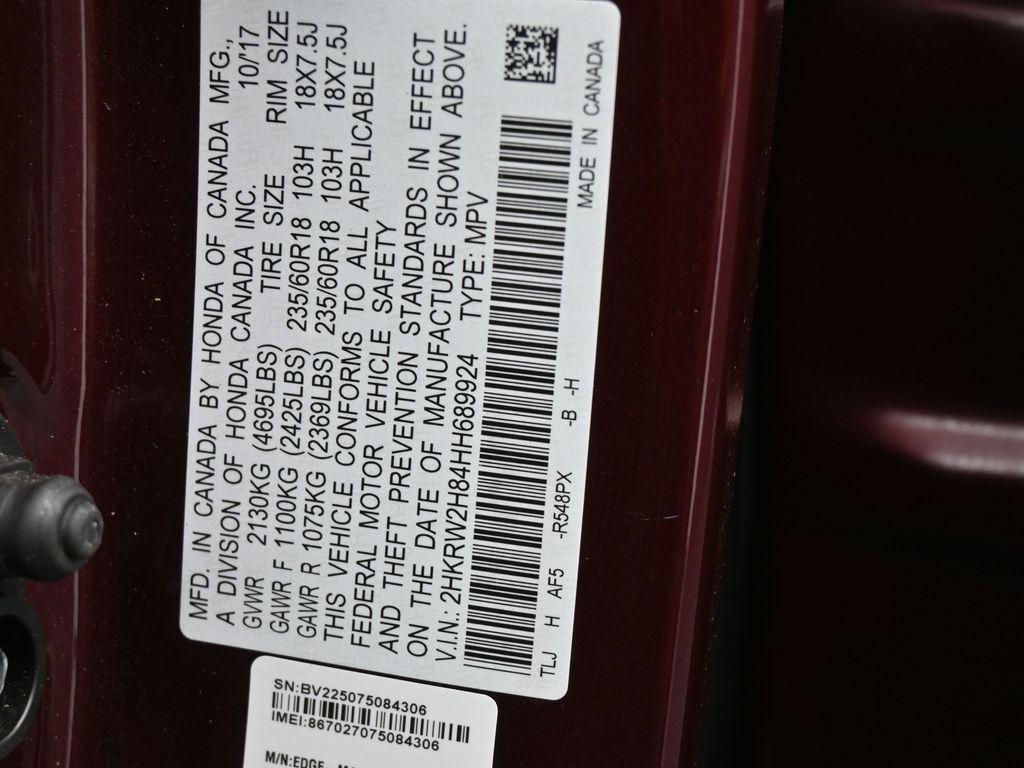 MFD. IN CANADA BY HONDA OF CANADA MFG.,
A DIVISION OF HONDA CANADA INC. 10/'17
GVWR 2130KG (4695LBS) TIRE SIZE RIM SIZE
GAWR F 1100KG (2425LBS) 235/60R18 103H 18X7.5J
GAWR R 1075KG (2369LBS) 235/60R18 103H 18X7.5J
THIS VEHICLE CONFORMS TO ALL APPLICABLE
FEDERAL MOTOR VEHICLE SAFETY
AND THEFT PREVENTION STANDARDS IN EFFECT
ON THE DATE OF MANUFACTURE SHOWN ABOVE.
V.I.N.: 2HKRW2H84HH689924 TYPE: MPV
TLJ H AF5 -R548PX -B -H MADE IN CANADA
SN:BV225075084306
IMEI:867027075084306
M/N:EDGE